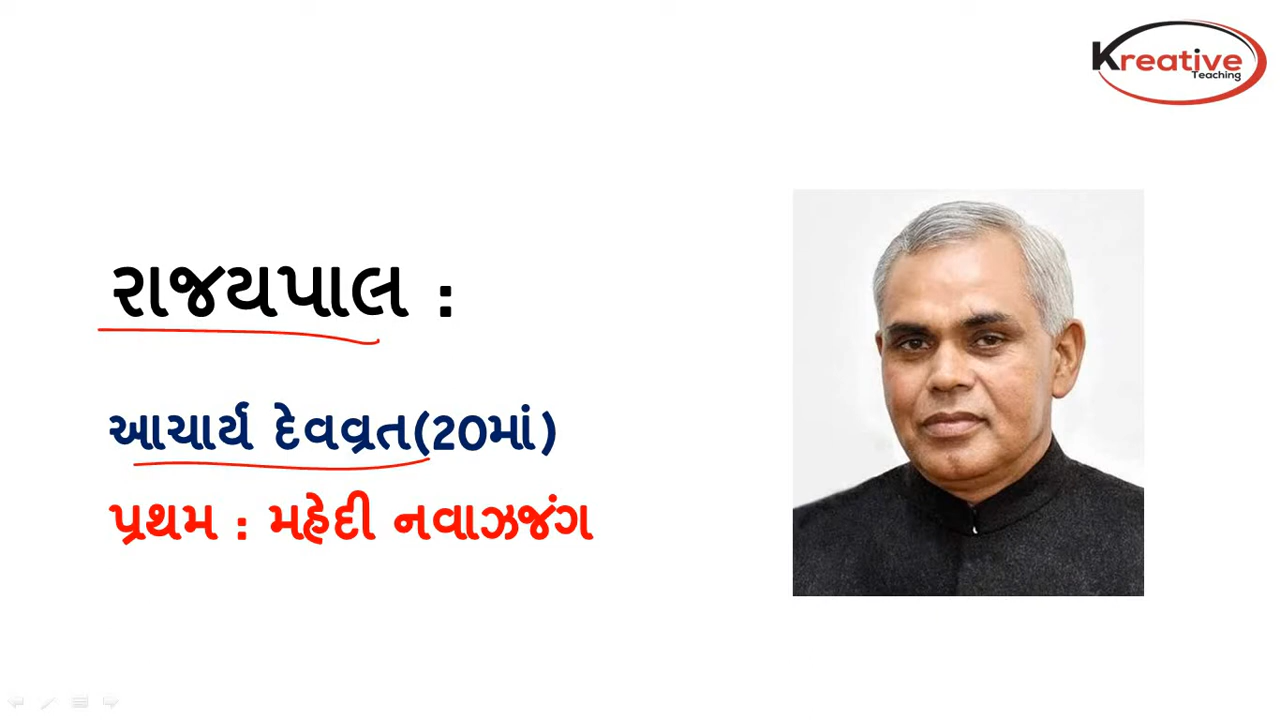 Kreative
Teaching
રાજયપાલ :
આચાર્ય દેવવ્રત(20માં)
પ્રથમ : મહેદી નવાઝજંગ